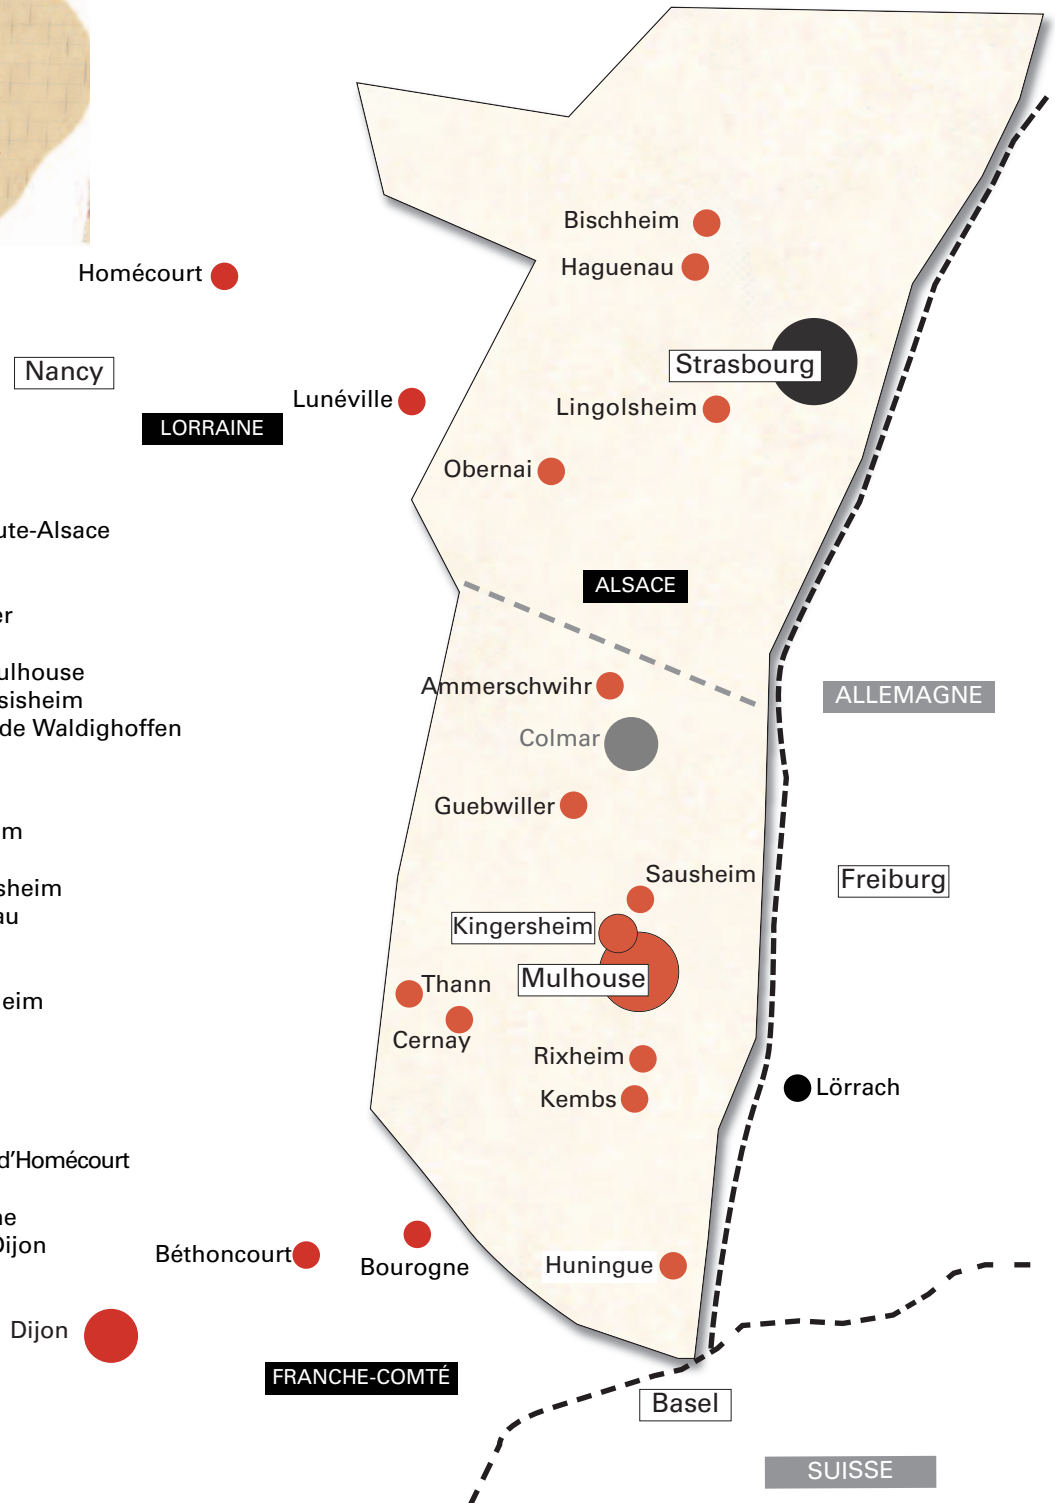 Bischheim
Haguenau
Homécourt
Strasbourg
Nancy
Lunéville
Lingolsheim
LORRAINE
Obernai
ute-Alsace
ALSACE
er
ulhouse
sisheim
de Waldighoffen
Ammerschwihr
ALLEMAGNE
Colmar
Guebwiller
m
Sausheim
Freiburg
sheim
au
Kingersheim
Mulhouse
Thann
eim
Cernay
Rixheim
Lörrach
Kembs
d'Homécourt
ne
Dijon
Béthoncourt
Bourogne
Huningue
Dijon
FRANCHE-COMTÉ
Basel
SUISSE